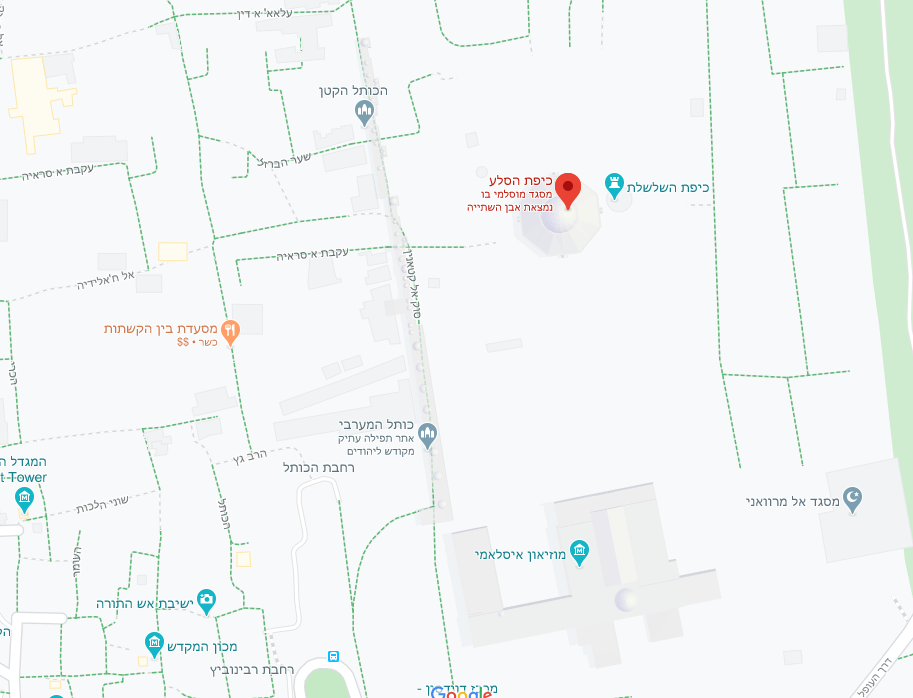 עלאא' א דין
הכותל הקטן
שער הברזל
עקבת א סראיה
כיפת הסלע
מסגד מוסלמי בו
נמצאת אבן השתייה
כיפת השלשלת
עקבת א סראיה
סוק אל קטאנין
אל ח'אלידיה
מסעדת בין הקשתות
כשר • $$
כותל המערבי
אתר תפילה עתיק
מקודש ליהודים
הרב גץ
רחבת הכותל
המגדל ה
t Tower
שוני הלכות
הכותל
מסגד אל מרוואני
מוזיאון איסלאמי
העומר
ישיבת אש התורה
מכון המקדש
רחבת רבינוביץ
דרך העופל
Google